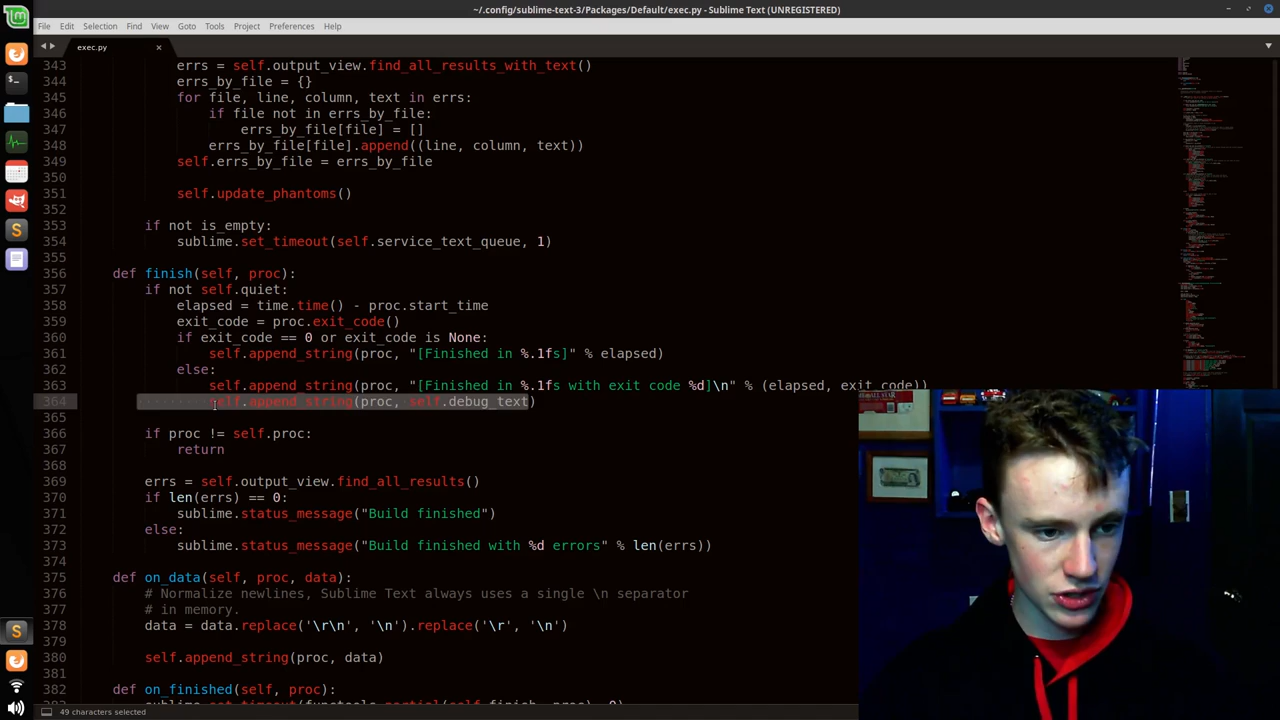 ~/.config/sublime-text-3/Packages/Default/exec.py - Sublime Text (UNREGISTERED)
File Edit Selection Find View Goto Tools Project Preferences Help
exec.py
343 errs = self.output_view.find_all_results_with_text()
344 errs_by_file = {}
345 for file, line, column, text in errs:
346 if file not in errs_by_file:
347 errs_by_file[file] = []
348 errs_by_file[file].append((line, column, text))
349 self.errs_by_file = errs_by_file
350
351 self.update_phantoms()
352
353 if not is_empty:
354 sublime.set_timeout(self.service_text_queue, 1)
355
356 def finish(self, proc):
357 if not self.quiet:
358 elapsed = time.time() - proc.start_time
359 exit_code = proc.exit_code()
360 if exit_code == 0 or exit_code is None:
361 self.append_string(proc, "[Finished in %.1fs]" % elapsed)
362 else:
363 self.append_string(proc, "[Finished in %.1fs with exit code %d]\n" % (elapsed, exit_code))
364 self.append_string(proc, self.debug_text)
365
366 if proc != self.proc:
367 return
368
369 errs = self.output_view.find_all_results()
370 if len(errs) == 0:
371 sublime.status_message("Build finished")
372 else:
373 sublime.status_message("Build finished with %d errors" % len(errs))
374
375 def on_data(self, proc, data):
376 # Normalize newlines, Sublime Text always uses a single \n separator
377 # in memory.
378 data = data.replace('\r\n', '\n').replace('\r', '\n')
379
380 self.append_string(proc, data)
381
382 def on_finished(self, proc):
383 sublime.set_timeout(functools.partial(self.finish, proc), 0)
49 characters selected